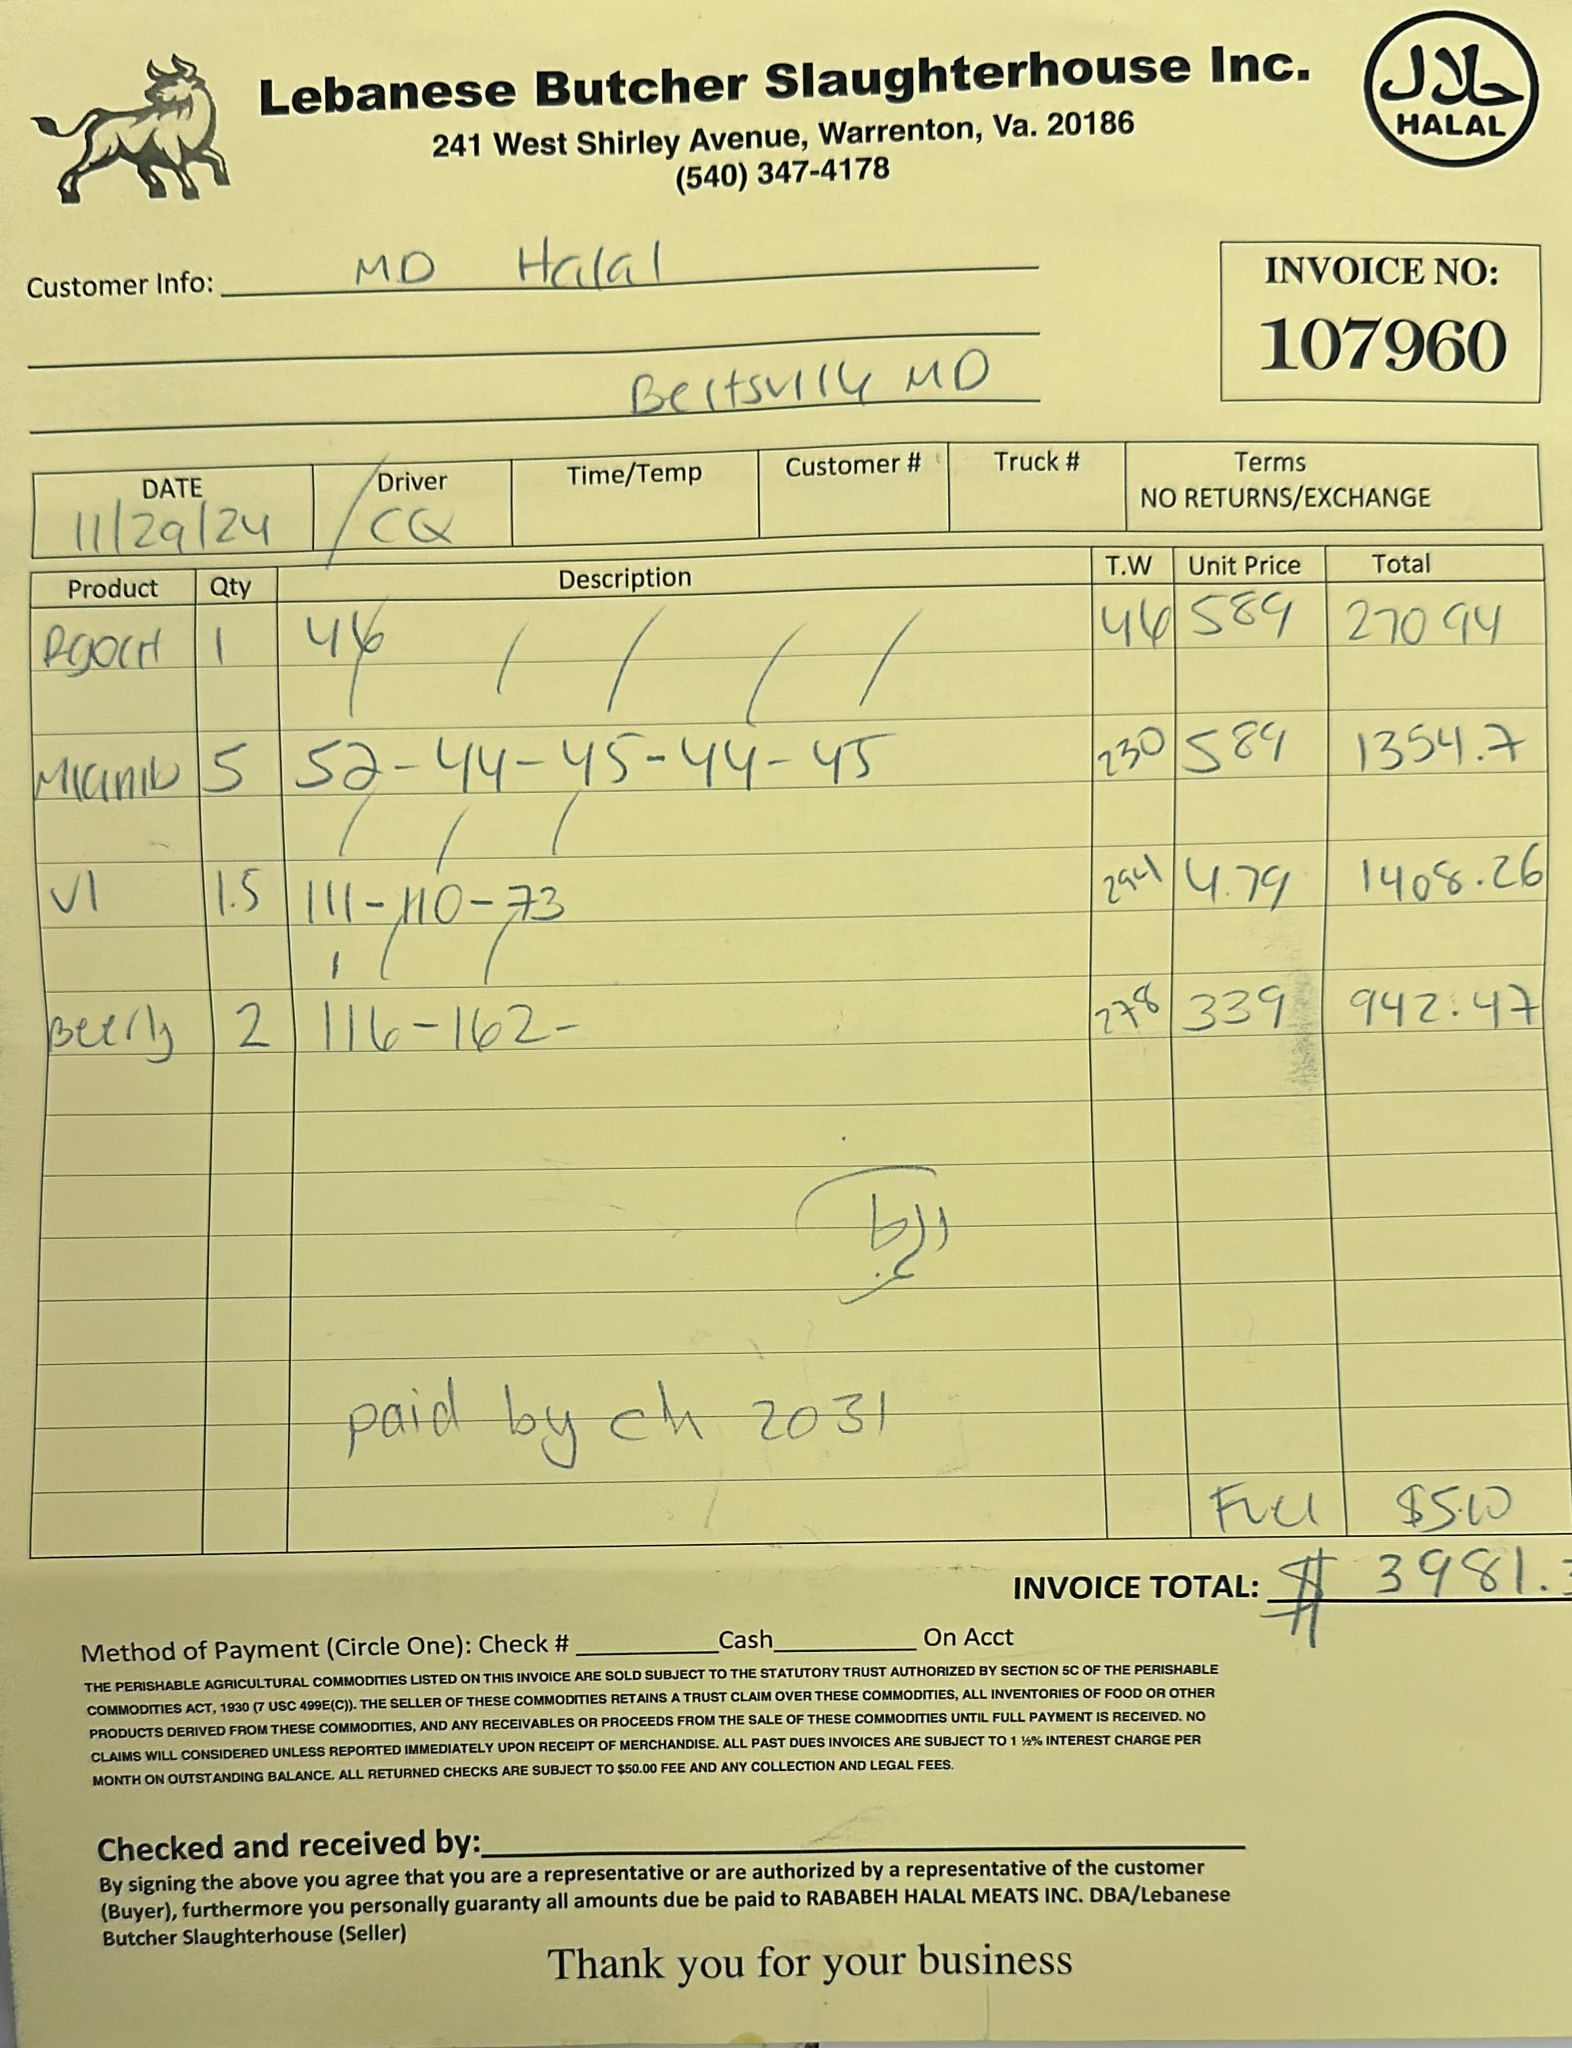 Lebanese Butcher Slaughterhouse Inc.
241 West Shirley Avenue, Warrenton, Va. 20186
(540) 347-4178
حلال
HALAL
Customer Info: MD Halal
INVOICE NO:
107960
MD
DATE Driver Time/Temp Customer # Truck # Terms
11/29/24 CQ NO RETURNS/EXCHANGE
Product Qty Description T.W Unit Price Total
1 46 46 589 270 94
5 52-44-45-44-45 230 589 1354.7
VI 1.5 111-110-73 294 4.79 1408.26
2 116-162- 278 339 942.47
paid by ch 2031
$5.00
INVOICE TOTAL: $ 3981.3
Method of Payment (Circle One): Check # Cash On Acct
THE PERISHABLE AGRICULTURAL COMMODITIES LISTED ON THIS INVOICE ARE SOLD SUBJECT TO THE STATUTORY TRUST AUTHORIZED BY SECTION 5C OF THE PERISHABLE
COMMODITIES ACT, 1930 (7 USC 499E(C)). THE SELLER OF THESE COMMODITIES RETAINS A TRUST CLAIM OVER THESE COMMODITIES, ALL INVENTORIES OF FOOD OR OTHER
PRODUCTS DERIVED FROM THESE COMMODITIES, AND ANY RECEIVABLES OR PROCEEDS FROM THE SALE OF THESE COMMODITIES UNTIL FULL PAYMENT IS RECEIVED. NO
CLAIMS WILL CONSIDERED UNLESS REPORTED IMMEDIATELY UPON RECEIPT OF MERCHANDISE. ALL PAST DUES INVOICES ARE SUBJECT TO 1 ½% INTEREST CHARGE PER
MONTH ON OUTSTANDING BALANCE. ALL RETURNED CHECKS ARE SUBJECT TO $50.00 FEE AND ANY COLLECTION AND LEGAL FEES.
Checked and received by:
By signing the above you agree that you are a representative or are authorized by a representative of the customer
(Buyer), furthermore you personally guaranty all amounts due be paid to RABABEH HALAL MEATS INC. DBA/Lebanese
Butcher Slaughterhouse (Seller)
Thank you for your business